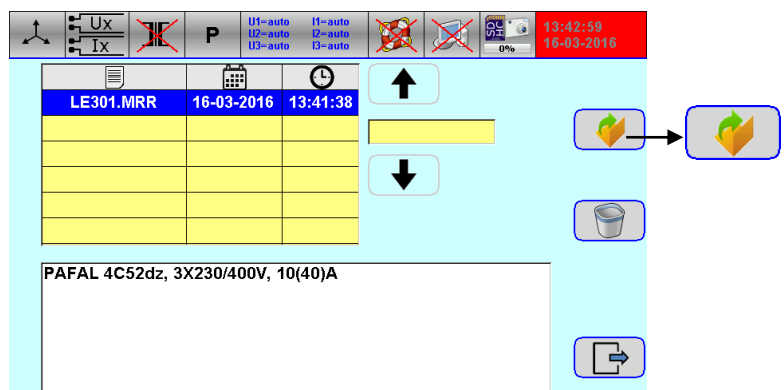 Ux
Ix
P
U1=auto I1=auto
U2=auto I2=auto
U3=auto I3=auto
SD HC
0%
13:42:59
16-03-2016
LE301.MRR 16-03-2016 13:41:38
PAFAL 4C52dz, 3X230/400V, 10(40)A